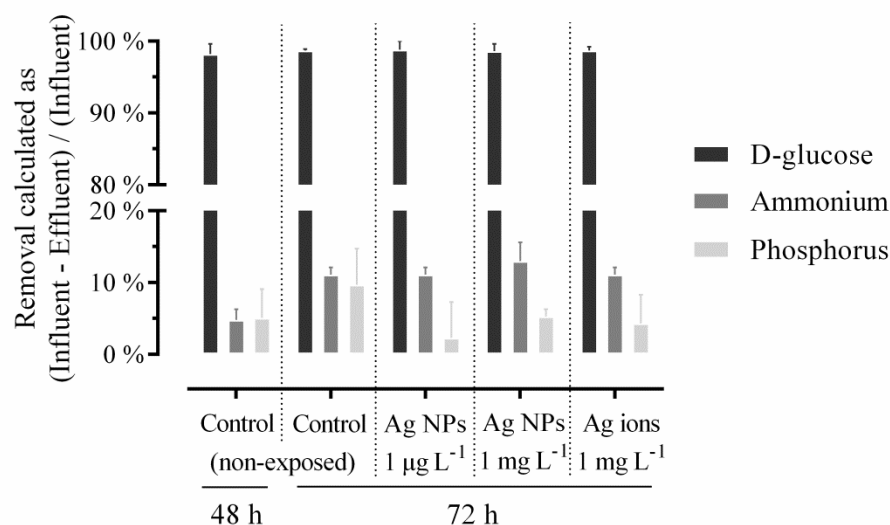 Removal calculated as
(Influent - Effluent) / (Influent)
100 %
90 %
80 %
20 %
10 %
0 %
D-glucose
Ammonium
Phosphorus
Control Control Ag NPs Ag NPs Ag ions
(non-exposed) 1 µg L⁻¹ 1 mg L⁻¹ 1 mg L⁻¹
48 h 72 h